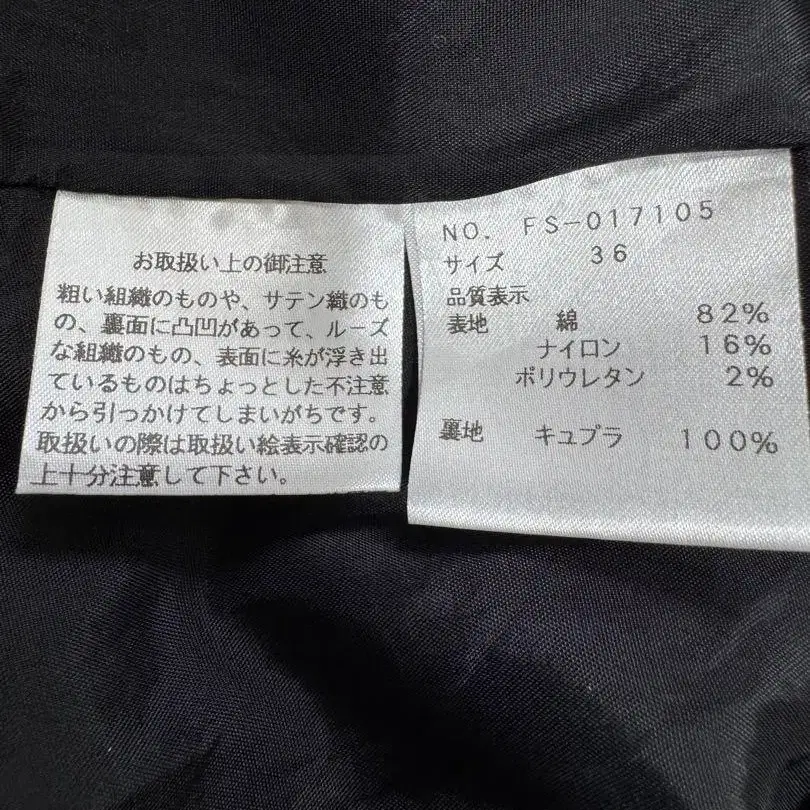 お取扱い上の御注意
粗い組織のものや、サテン織のも
の、裏面に凸凹があって、ルーズ
な組織のもの、表面に糸が浮き出
ているものはちょっとした不注意
から引っかけてしまいがちです。
取扱いの際は取扱い絵表示確認の
上十分注意して下さい。
NO. FS-017105
サイズ 36
品質表示
表地 綿 82%
ナイロン 16%
ポリウレタン 2%
裏地 キュプラ 100%